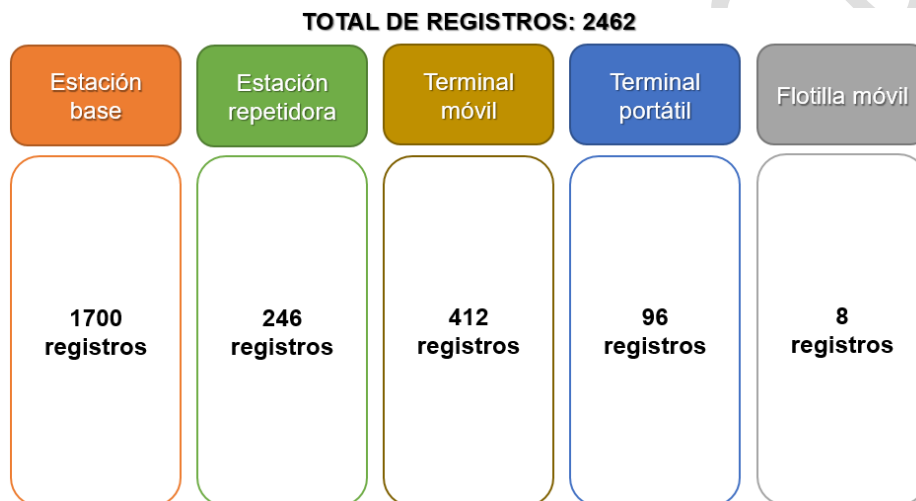 TOTAL DE REGISTROS: 2462
Estación
base
Estación
repetidora
Terminal
móvil
Terminal
portátil
Flotilla móvil
1700
registros
246
registros
412
registros
96
registros
8
registros